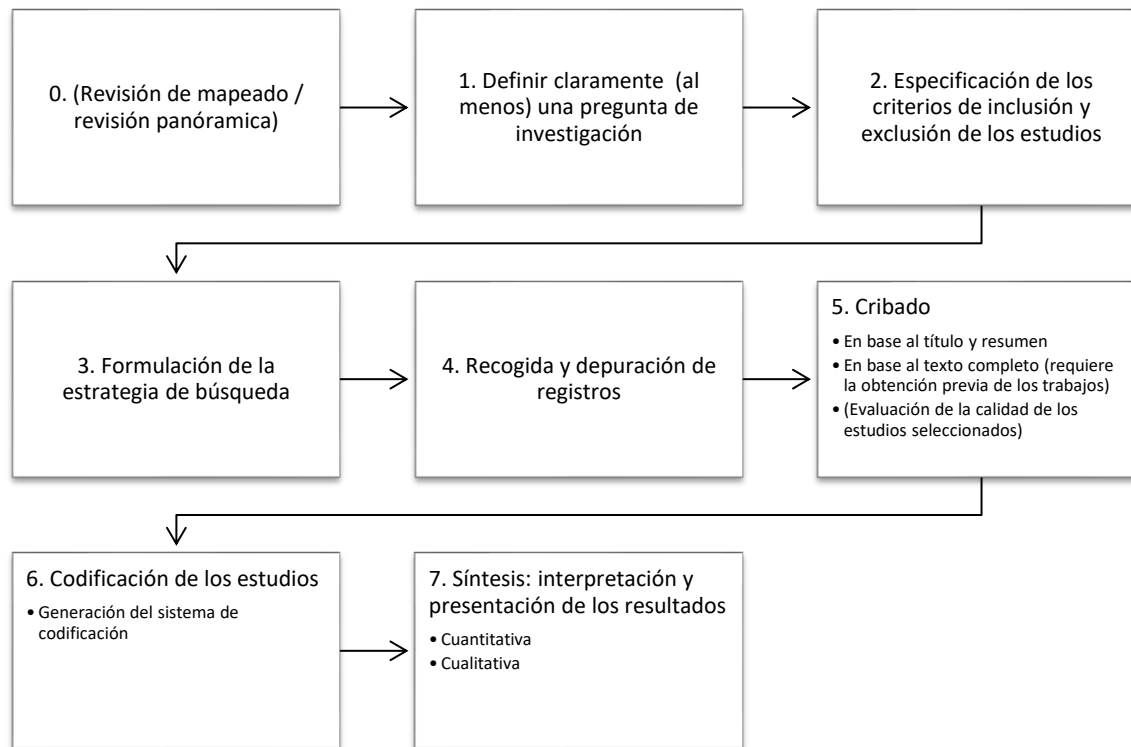 0. (Revisión de mapeado /
revisión panóramica)
1. Definir claramente (al
menos) una pregunta de
investigación
2. Especificación de los
criterios de inclusión y
exclusión de los estudios
3. Formulación de la
estrategia de búsqueda
4. Recogida y depuración de
registros
5. Cribado
• En base al título y resumen
• En base al texto completo (requiere
la obtención previa de los trabajos)
• (Evaluación de la calidad de los
estudios seleccionados)
6. Codificación de los estudios
• Generación del sistema de
codificación
7. Síntesis: interpretación y
presentación de los resultados
• Cuantitativa
• Cualitativa